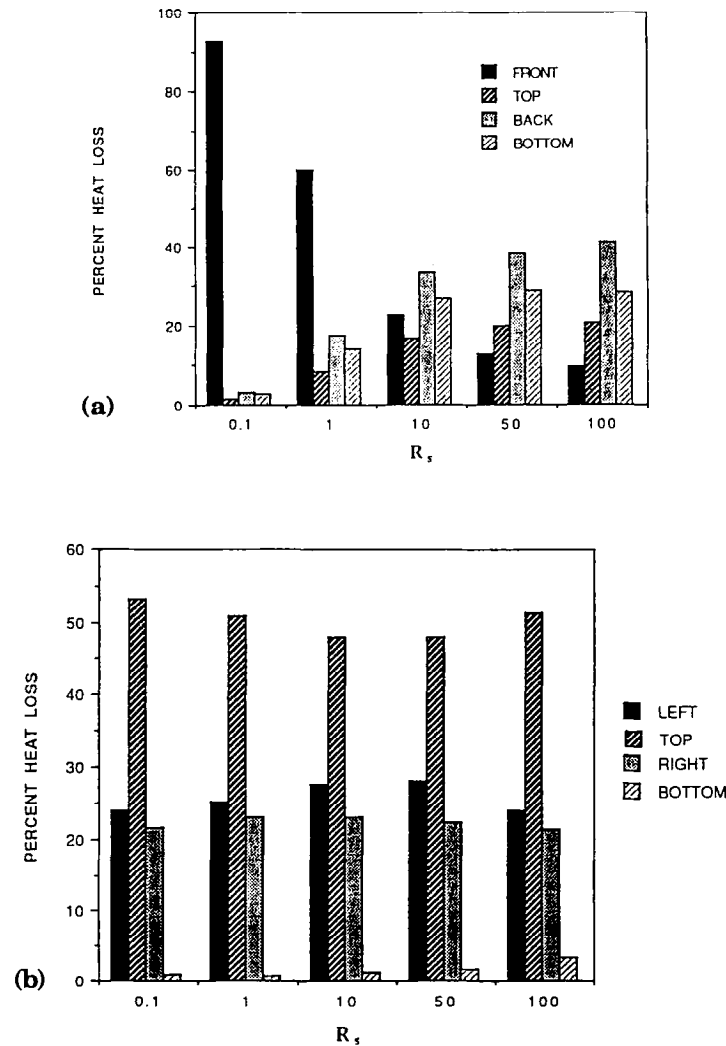 100
80
60
40
20
0
PERCENT HEAT LOSS
FRONT
TOP
BACK
BOTTOM
0.1 1 10 50 100
R s
(a)
60
50
40
30
20
10
0
PERCENT HEAT LOSS
LEFT
TOP
RIGHT
BOTTOM
0.1 1 10 50 100
R s
(b)